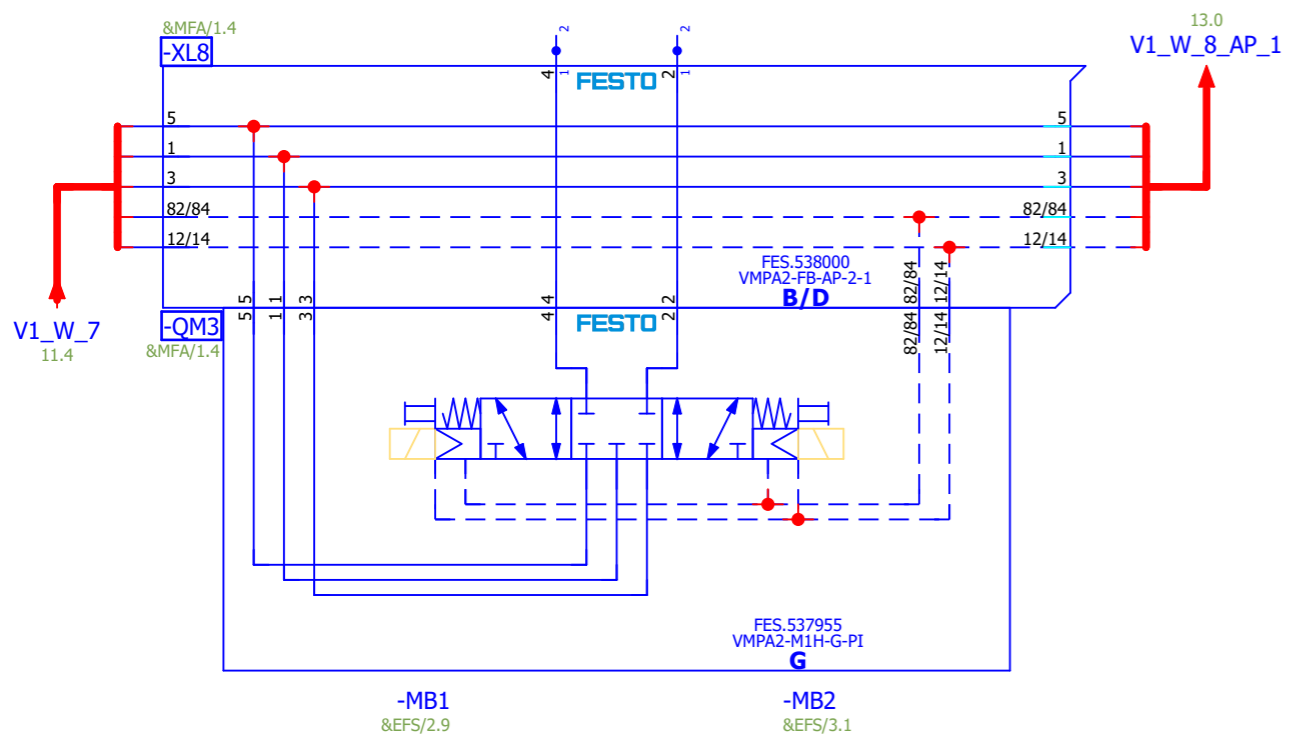 &MFA/1.4
-XL8
2
2
13.0
V1_W_8_AP_1
4
1
FESTO
2
1
5
5
1
1
3
3
82/84
82/84
12/14
12/14
FES.538000
VMPA2-FB-AP-2-1
B/D
82/84
12/14
5
1
3
4
2
V1_W_7
11.4
-QM3
&MFA/1.4
5
1
3
4
FESTO
2
82/84
12/14
FES.537955
VMPA2-M1H-G-PI
G
-MB1
&EFS/2.9
-MB2
&EFS/3.1